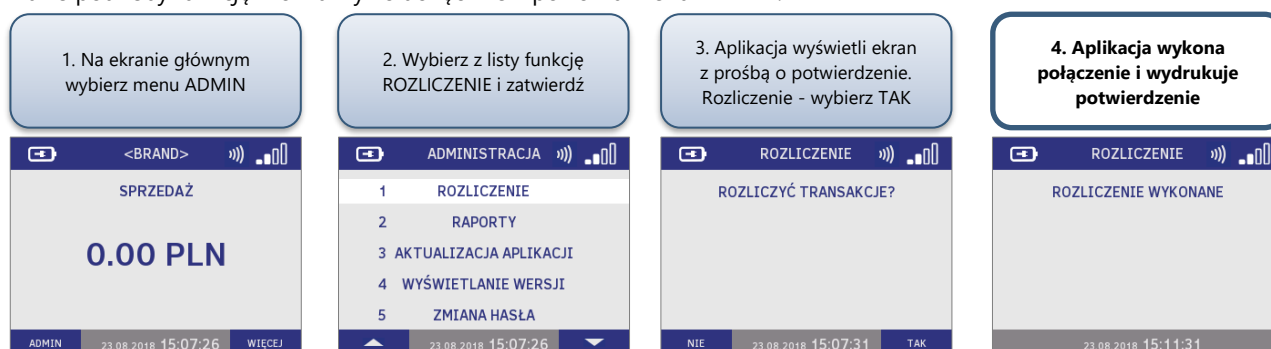 1. Na ekranie głównym
wybierz menu ADMIN
2. Wybierz z listy funkcję
ROZLICZENIE i zatwierdź
3. Aplikacja wyświetli ekran
z prośbą o potwierdzenie.
Rozliczenie - wybierz TAK
4. Aplikacja wykona
połączenie i wydrukuje
potwierdzenie
<BRAND>
SPRZEDAŻ
0.00 PLN
ADMIN 23.08.2018 15:07:26 WIĘCEJ
ADMINISTRACJA
1 ROZLICZENIE
2 RAPORTY
3 AKTUALIZACJA APLIKACJI
4 WYŚWIETLANIE WERSJI
5 ZMIANA HASŁA
23.08.2018 15:07:26
ROZLICZENIE
ROZLICZYĆ TRANSAKCJE?
NIE 23.08.2018 15:07:31 TAK
ROZLICZENIE
ROZLICZENIE WYKONANE
23.08.2018 15:11:31